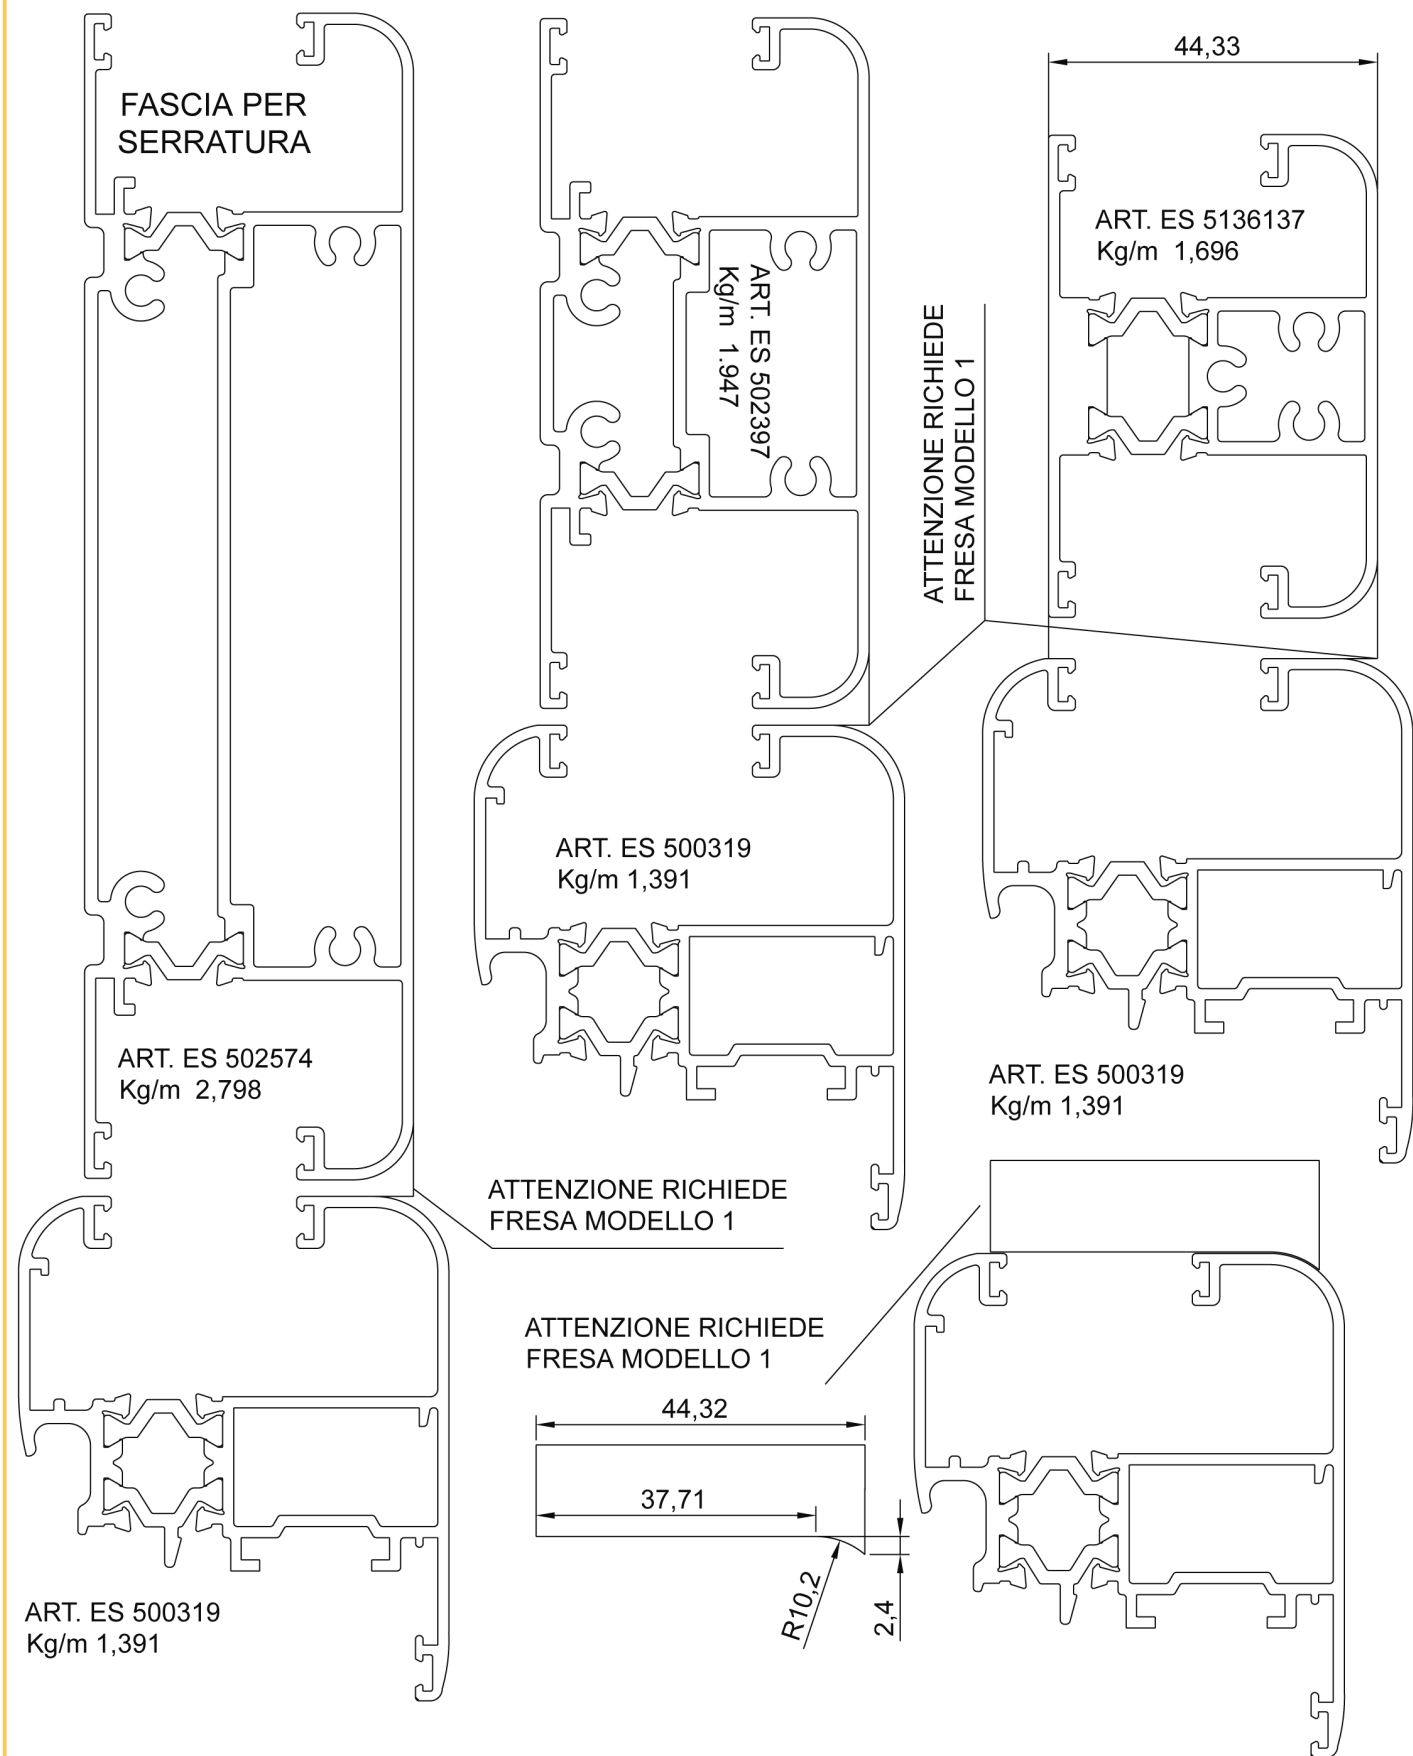 FASCIA PER
SERRATURA
44,33
ART. ES 5136137
Kg/m 1,696
ART. ES 502397
Kg/m 1.947
ATTENZIONE RICHIEDE
FRESA MODELLO 1
ART. ES 500319
Kg/m 1,391
ART. ES 502574
Kg/m 2,798
ART. ES 500319
Kg/m 1,391
ATTENZIONE RICHIEDE
FRESA MODELLO 1
ATTENZIONE RICHIEDE
FRESA MODELLO 1
44,32
37,71
R10,2
2,4
ART. ES 500319
Kg/m 1,391